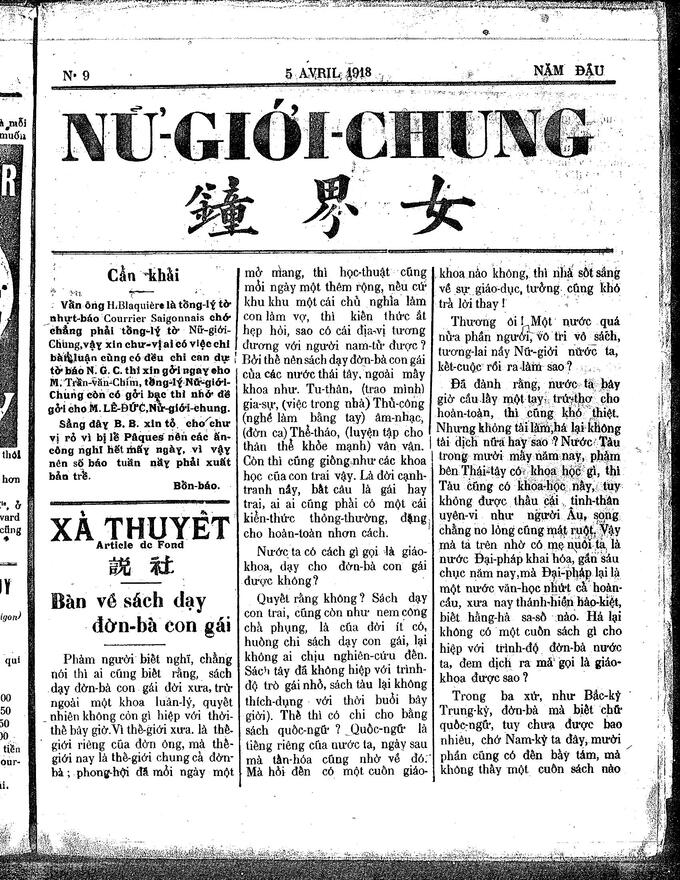 N° 9
5 AVRIL 1918
NĂM ĐẦU
NỮ-GIỚI-CHUNG
鐘 界 女
Cần khải
Vẫn ông H.Blaquière là tổng-lý tờ
nhựt-báo Courrier Saigonnais chớ
chẳng phải tổng-lý tờ Nữ-giới-
Chung, vậy xin chư-vị ai có việc chi
bài luận cùng có đều chi can dự
tờ báo N. G. C. thì xin gởi ngay cho
M. Trần-văn-Chim, tổng-lý Nữ-giới-
Chung còn có gởi bạc thì nhớ đề
gởi cho M. LÊ-ĐỨC, Nữ-giới-chung.
Sẳng đây B. B. xin tỏ cho chư
vị rỏ vì bị lễ Pâques nên các ấn-
công nghỉ hết mấy ngày, vì vậy
nên số báo tuần nầy phải xuất
bản trể.
Bổn-báo.
XÃ THUYẾT
Article de Fond
説 社
Bàn về sách dạy
đờn-bà con gái
Phàm người biết nghĩ, chẳng
nói thì ai cũng biết rằng, sách
dạy đờn-bà con gái đời xưa, trừ
ngoài một khoa luân-lý, quyết
nhiên không còn gì hiệp với thời-
thế bây giờ. Vì thế-giới xưa. là thế-
giới riêng của đờn ông, mà thế-
giới nay là thế-giới chung cả đờn-
bà ; phong-hội đã mổi ngày một
mở mang, thì học-thuật cũng
mổi ngày một thêm rộng, nếu cứ
khu khu một cái chủ nghĩa làm
con làm vợ, thì kiến thức ắt
hẹp hòi, sao có cái địa-vị tương
đương với người nam-tử được ?
Bởi thế nên sách dạy đờn-bà con gái
của các nước thái tây, ngoài mấy
khoa như. Tu-thân, (trao mình)
gia-sự, (việc trong nhà) Thủ-công
(nghề làm bằng tay) âm-nhạc,
(đờn ca) Thể-tháo, (luyện tập cho
thân thể khỏe mạnh) vân vân.
Còn thì cũng giống như các khoa
học của con trai vậy. Là đời cạnh-
tranh nầy, bất câu là gái hay
trai, ai ai cũng phải có một cái
kiến-thức thông-thường, đặng
cho hoàn-toàn nhơn cách.
Nước ta có cách gì gọi là giáo-
khoa, dạy cho đờn-bà con gái
được không ?
Quyết rằng không ? Sách dạy
con trai, cũng còn như nem công
chả phụng, là của đời ít có,
huống chi sách dạy con gái, lại
không ai chịu nghiên-cứu đến.
Sách tây đã không hiệp với trình-
độ trò gái nhỏ, sách tàu lại không
thích-dụng với thời buổi bây
giờ). Thế thì có chi cho bằng
sách quốc-ngữ ? Quốc-ngữ là
tiếng riêng của nước ta, ngày sau
mà tấn-hóa cũng nhờ về đó.
Mà hỏi đến có một cuốn giáo-
khoa nào không, thì nhà sốt sắng
về sự giáo-dục, tưởng cũng khó
trả lời thay !
Thương ôi ! Một nước quá
nửa phần người, vô tri vô sách,
tương-lai nầy Nữ-giới nước ta,
kết-cuộc rồi ra làm sao ?
Đã đành rằng, nước ta bây
giờ cầu lấy một tay trứ-thơ cho
hoàn-toàn, thì cũng khó thiệt.
Nhưng không tài làm, há lại không
tài dịch nữa hay sao ? Nước Tàu
trong mười mấy năm nay, phàm
bên Thái-tây có khoa học gì, thì
Tàu cũng có khoa-học nầy, tuy
không được thấu cái tinh-thần
uyên-vi như người Âu, song
chẳng no lòng cũng mát ruột. Vậy
mà ta trên nhờ có mẹ nuôi ta là
nước Đại-pháp khai hóa, gần sáu
chục năm nay, mà Đại-pháp lại là
một nước văn-học nhứt cả hoàn-
cầu, xưa nay thánh-hiền hào-kiệt,
biết hằng-hà sa-số nào. Há lại
không có một cuốn sách gì cho
hiệp với trình-độ đờn-bà nước
ta, đem dịch ra mà gọi là giáo-
khoa được sao ?
Trong ba xứ, như Bắc-kỳ
Trung-kỳ, đờn-bà mà biết chữ
quốc-ngữ, tuy chưa được bao
nhiêu, chớ Nam-kỳ ta đây, mười
phần cũng có đến bảy tám, mà
không thấy một cuốn sách nào